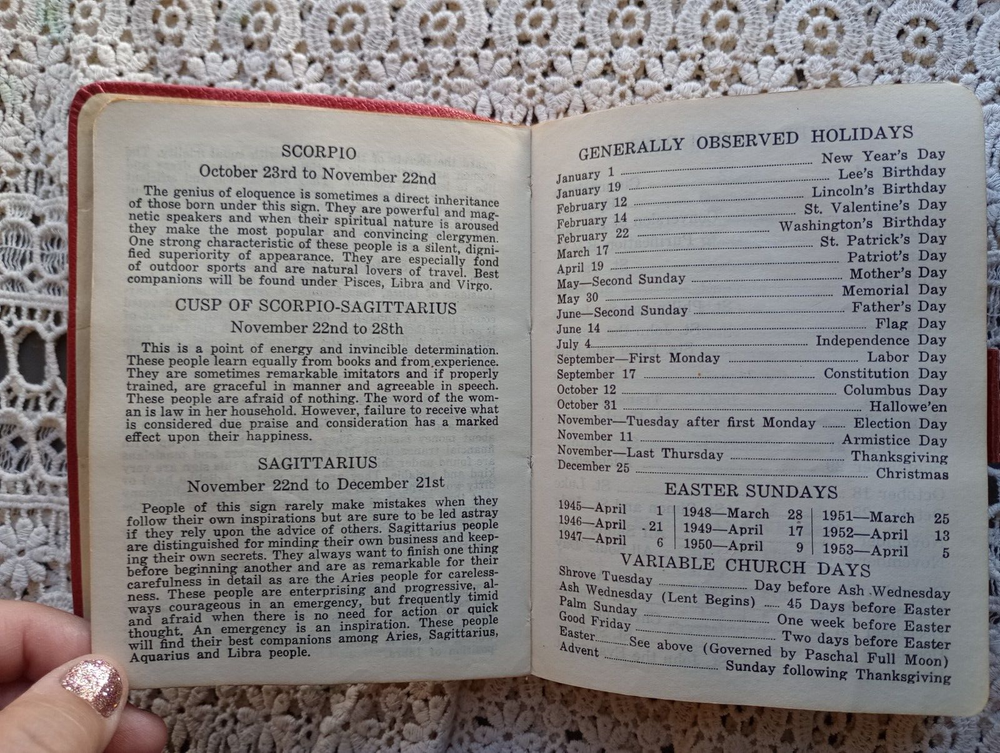 SCORPIO
October 23rd to November 22nd
The genius of eloquence is sometimes a direct inheritance
of those born under this sign. They are powerful and mag-
netic speakers and when their spiritual nature is aroused
they make the most popular and convincing clergymen.
One strong characteristic of these people is a silent, digni-
fied superiority of appearance. They are especially fond
of outdoor sports and are natural lovers of travel. Best
companions will be found under Pisces, Libra and Virgo.
CUSP OF SCORPIO-SAGITTARIUS
November 22nd to 28th
This is a point of energy and invincible determination.
These people learn equally from books and from experience.
They are sometimes remarkable imitators and if properly
trained, are graceful in manner and agreeable in speech.
These people are afraid of nothing. The word of the wom-
an is law in her household. However, failure to receive what
is considered due praise and consideration has a marked
effect upon their happiness.
SAGITTARIUS
November 22nd to December 21st
People of this sign rarely make mistakes when they
follow their own inspirations but are sure to be led astray
if they rely upon the advice of others. Sagittarius people
are distinguished for minding their own business and keep-
ing their own secrets. They always want to finish one thing
before beginning another and are as remarkable for their
carefulness in detail as are the Aries people for careless-
ness. These people are enterprising and progressive, al-
ways courageous in an emergency, but frequently timid
and afraid when there is no need for action or quick
thought. An emergency is an inspiration. These people
will find their best companions among Aries, Sagittarius,
Aquarius and Libra people.
GENERALLY OBSERVED HOLIDAYS
January 1 ........ New Year's Day
January 19 ........ Lee's Birthday
February 12 ........ Lincoln's Birthday
February 14 ........ St. Valentine's Day
February 22 ........ Washington's Birthday
March 17 ........ St. Patrick's Day
April 19 ........ Patriot's Day
May—Second Sunday ........ Mother's Day
May 30 ........ Memorial Day
June—Second Sunday ........ Father's Day
June 14 ........ Flag Day
July 4 ........ Independence Day
September—First Monday ........ Labor Day
September 17 ........ Constitution Day
October 12 ........ Columbus Day
October 31 ........ Hallowe'en
November—Tuesday after first Monday ........ Election Day
November 11 ........ Armistice Day
November—Last Thursday ........ Thanksgiving
December 25 ........ Christmas
EASTER SUNDAYS
1945—April 1 | 1948—March 28 | 1951—March 25
1946—April 21 | 1949—April 17 | 1952—April 13
1947—April 6 | 1950—April 9 | 1953—April 5
VARIABLE CHURCH DAYS
Shrove Tuesday ........ Day before Ash Wednesday
Ash Wednesday (Lent Begins) ........ 45 Days before Easter
Palm Sunday ........ One week before Easter
Good Friday ........ Two days before Easter
Easter ........ See above (Governed by Paschal Full Moon)
Advent ........ Sunday following Thanksgiving